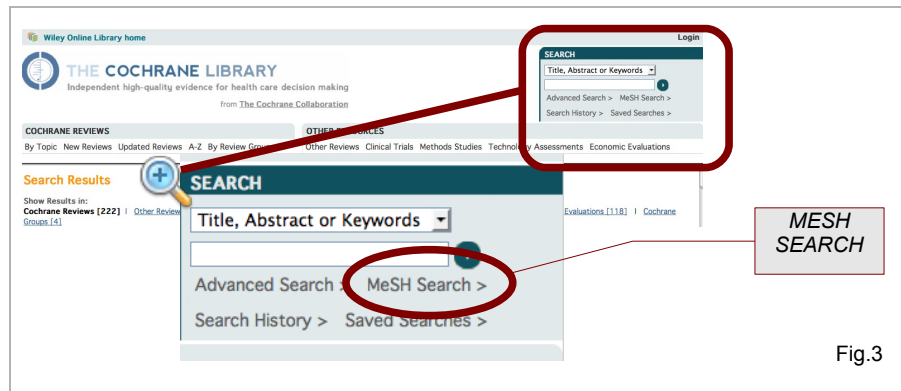 Wiley Online Library home
Login
THE COCHRANE LIBRARY
Independent high-quality evidence for health care decision making
from The Cochrane Collaboration
SEARCH
Title, Abstract or Keywords
Advanced Search > MeSH Search >
Search History > Saved Searches >
COCHRANE REVIEWS
OTHER RESOURCES
By Topic New Reviews Updated Reviews A-Z By Review Group
Other Reviews Clinical Trials Methods Studies Technology Assessments Economic Evaluations
Search Results
Show Results in:
Cochrane Reviews [222] | Other Review
Evaluations [118] | Cochrane
Groups [4]
SEARCH
Title, Abstract or Keywords
Advanced Search > MeSH Search >
Search History > Saved Searches >
MESH
SEARCH
Fig.3